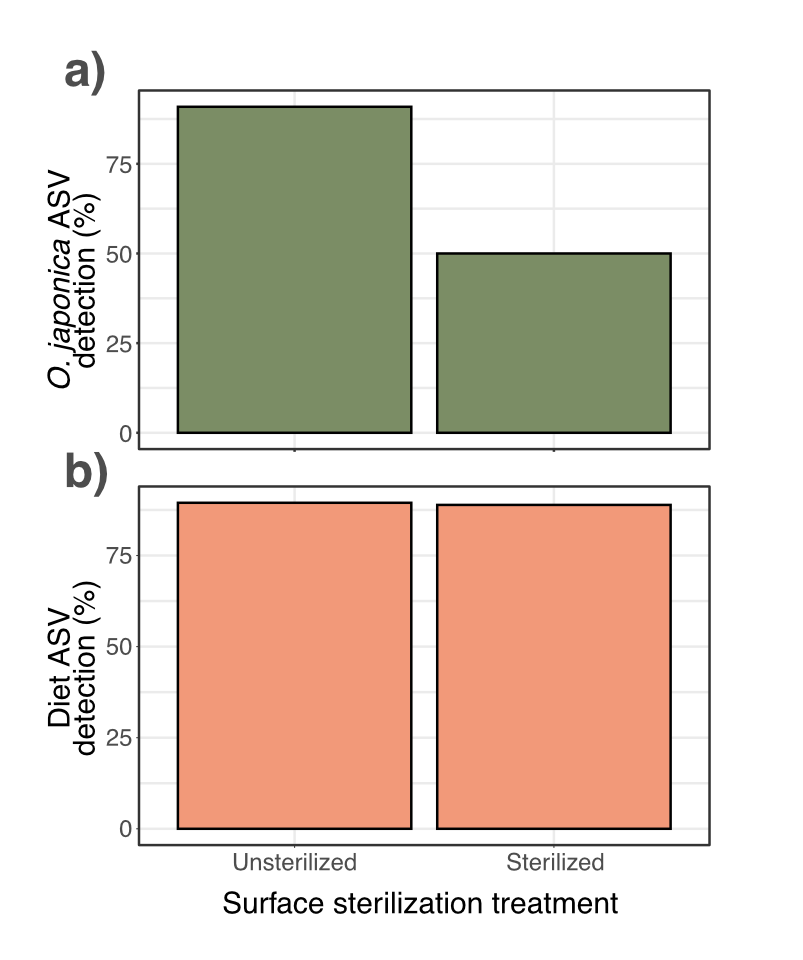 a)
O. japonica ASV
detection (%)
75
50
25
0
b)
Diet ASV
detection (%)
75
50
25
0
Unsterilized
Sterilized
Surface sterilization treatment